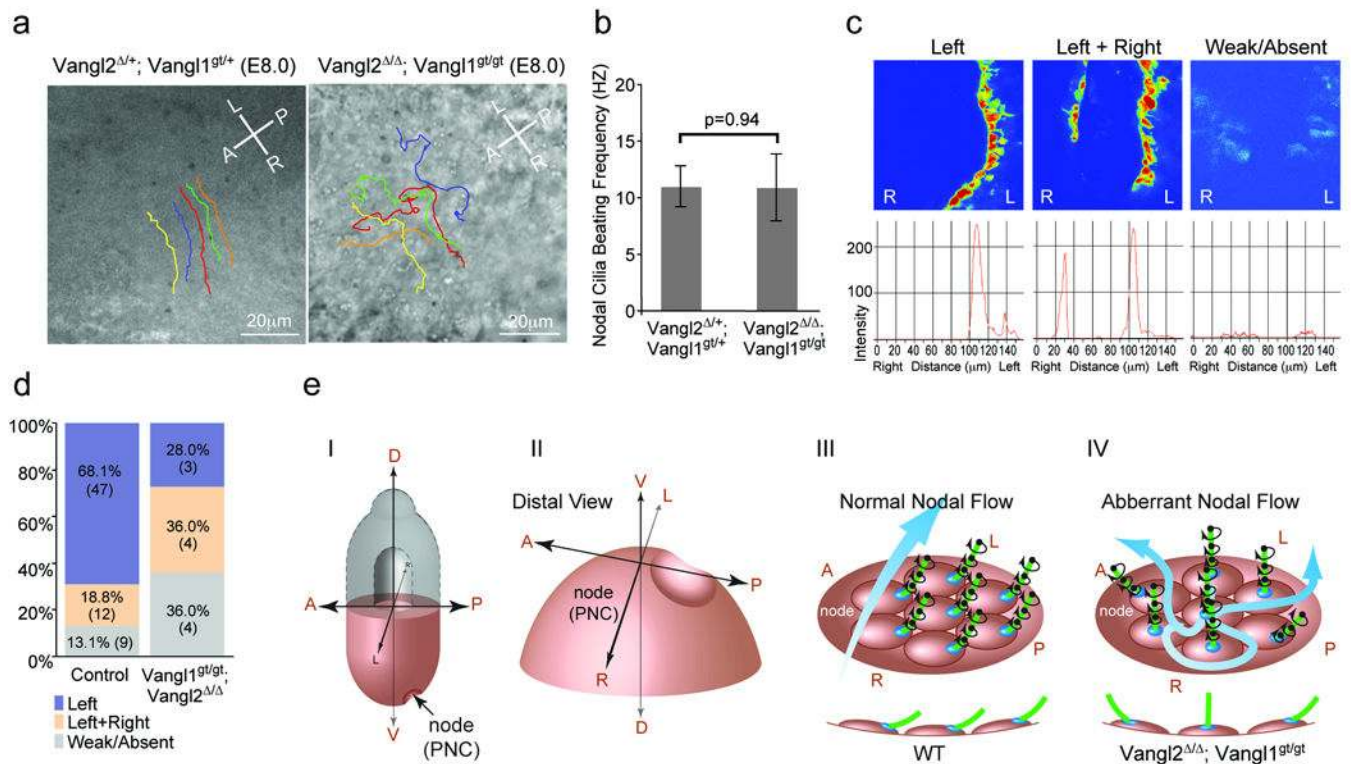 a
Vangl2Δ/+; Vangl1gt/+ (E8.0)
Vangl2Δ/Δ; Vangl1gt/gt (E8.0)
L
P
A
R
20μm
L
P
A
R
20μm
b
Nodal Cilia Beating Frequency (HZ)
20
15
10
5
0
p=0.94
Vangl2Δ/+;
Vangl1gt/+
Vangl2Δ/Δ;
Vangl1gt/gt
c
Left
Left + Right
Weak/Absent
R L
R L
R L
Intensity
200
100
0 20 40 60 80 100 120 140
0 20 40 60 80 100 120 140
0 20 40 60 80 100 120 140
Right Distance (μm) Left
Right Distance (μm) Left
Right Distance (μm) Left
d
100%
80%
60%
40%
20%
0%
68.1%
(47)
18.8%
(12)
13.1% (9)
28.0%
(3)
36.0%
(4)
36.0%
(4)
Control
Vangl1gt/gt;
Vangl2Δ/Δ
Left
Left+Right
Weak/Absent
e
I
D
A
P
R
L
V
node
(PNC)
II
Distal View
V
L
A
P
node
(PNC)
R
D
III
Normal Nodal Flow
A
L
node
P
R
WT
IV
Abberrant Nodal Flow
A
L
node
P
R
Vangl2Δ/Δ; Vangl1gt/gt